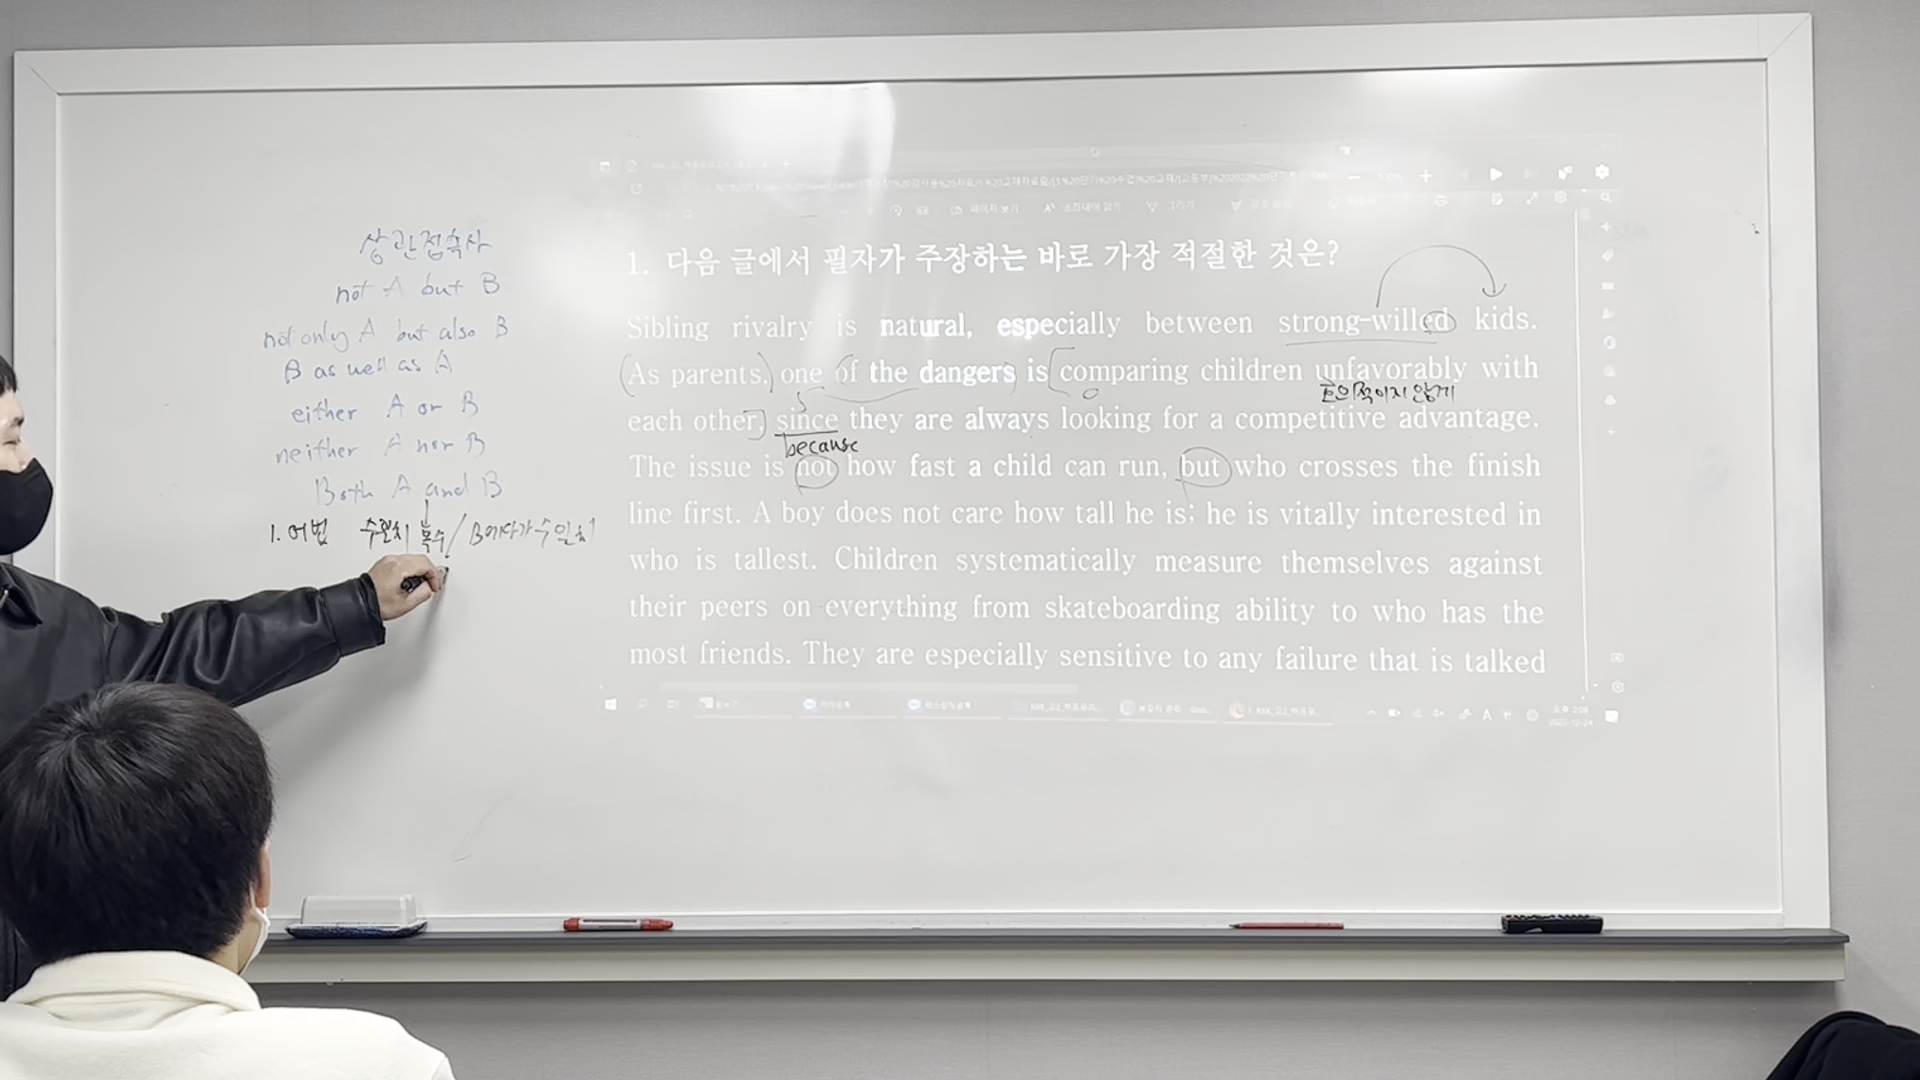 상관접속사
not A but B
not only A but also B
B as well as A
either A or B
neither A nor B
Both A and B
1. 어법 수일치 복수/B에다가 수 일치
1. 다음 글에서 필자가 주장하는 바로 가장 적절한 것은?
Sibling rivalry is natural, especially between strong-willed kids.
(As parents,) one of the dangers is [comparing children unfavorably with
호의적이지 않게
each other,] since they are always looking for a competitive advantage.
because
The issue is not how fast a child can run, but who crosses the finish
line first. A boy does not care how tall he is; he is vitally interested in
who is tallest. Children systematically measure themselves against
their peers on everything from skateboarding ability to who has the
most friends. They are especially sensitive to any failure that is talked